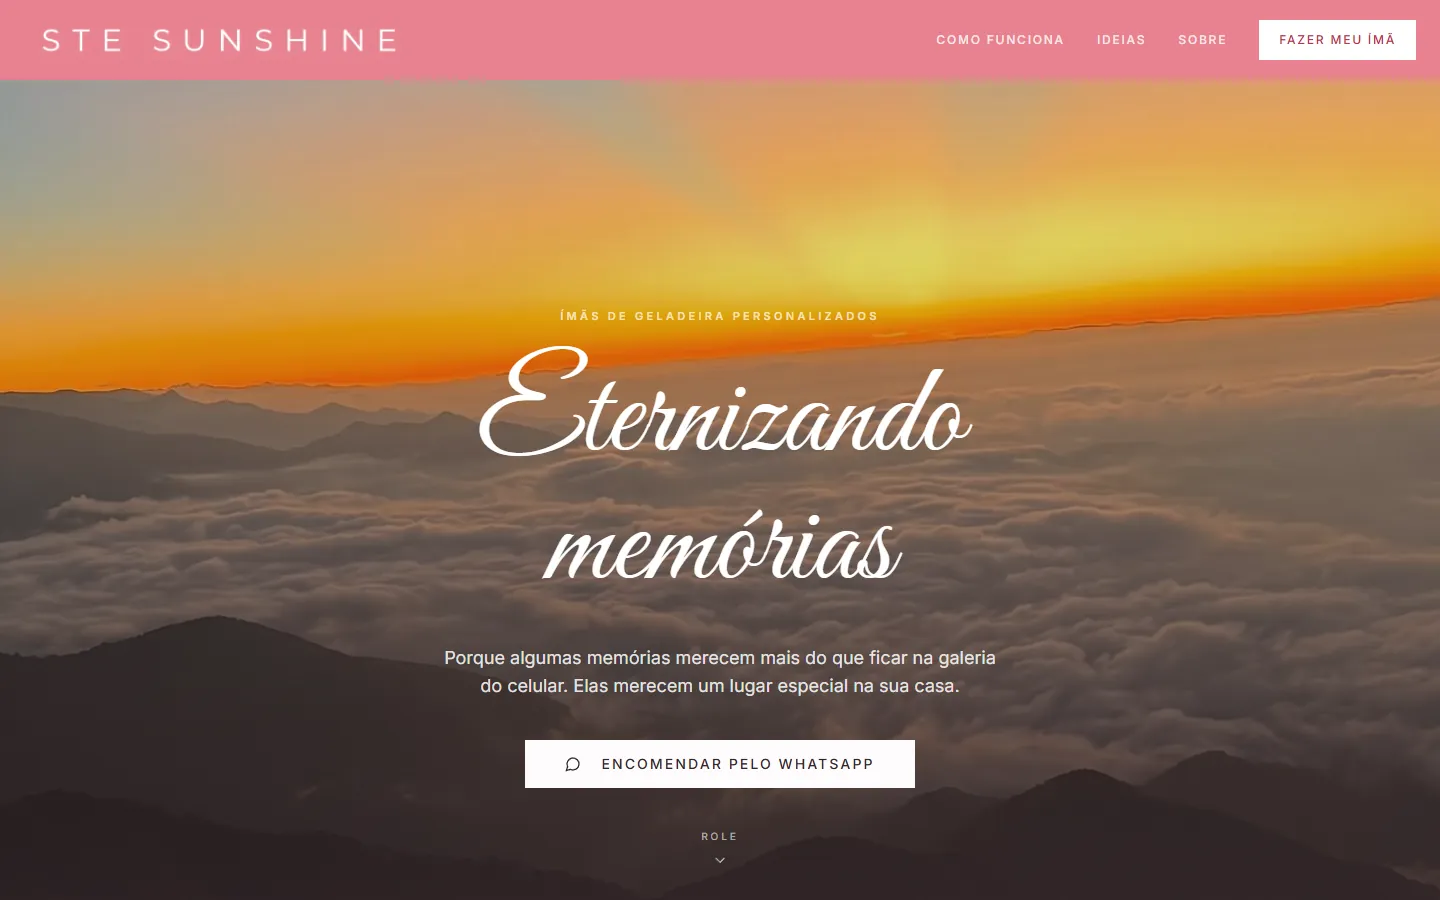 STE SUNSHINE
COMO FUNCIONA
IDEIAS
SOBRE
FAZER MEU ÍMÃ
ÍMÃS DE GELADEIRA PERSONALIZADOS
Eternizando
memórias
Porque algumas memórias merecem mais do que ficar na galeria
do celular. Elas merecem um lugar especial na sua casa.
ENCOMENDAR PELO WHATSAPP
ROLE